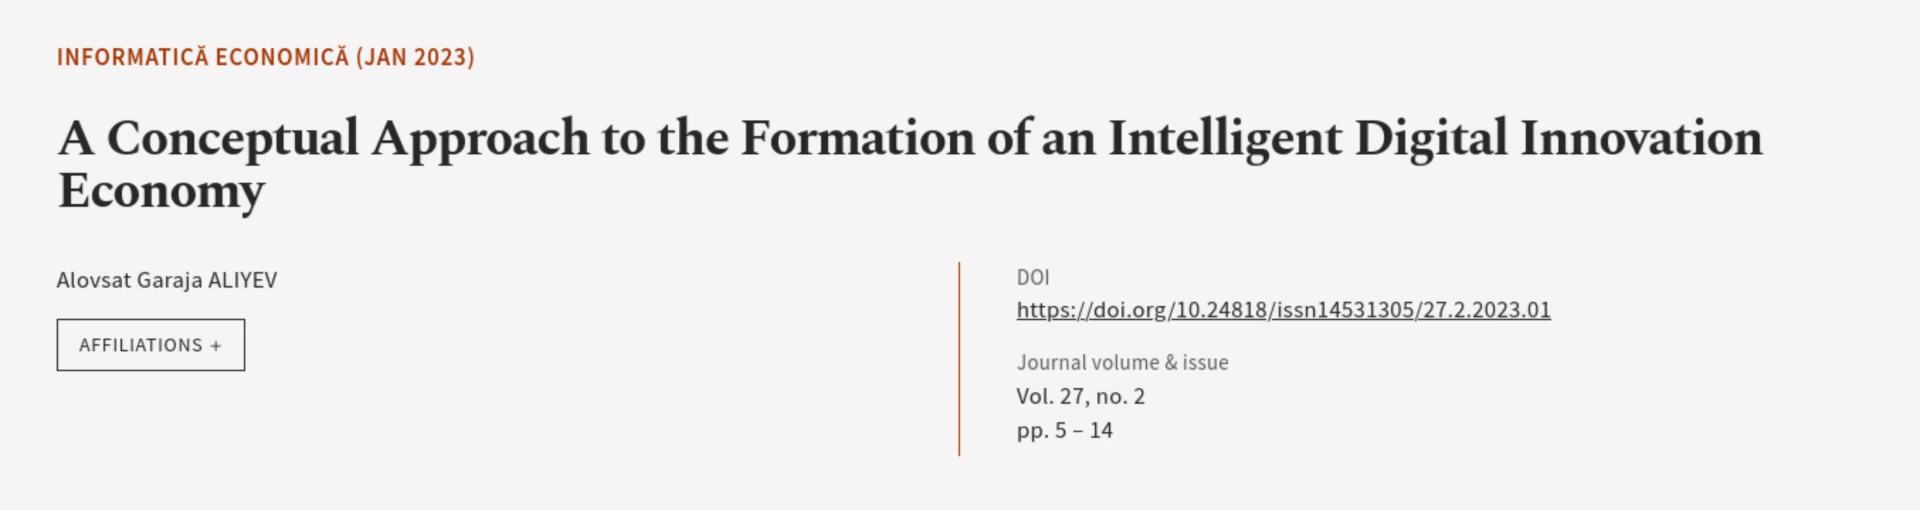 INFORMATICĂ ECONOMICĂ (JAN 2023)
A Conceptual Approach to the Formation of an Intelligent Digital Innovation
Economy
Alovsat Garaja ALIYEV
AFFILIATIONS +
DOI
https://doi.org/10.24818/issn14531305/27.2.2023.01
Journal volume & issue
Vol. 27, no. 2
pp. 5 – 14